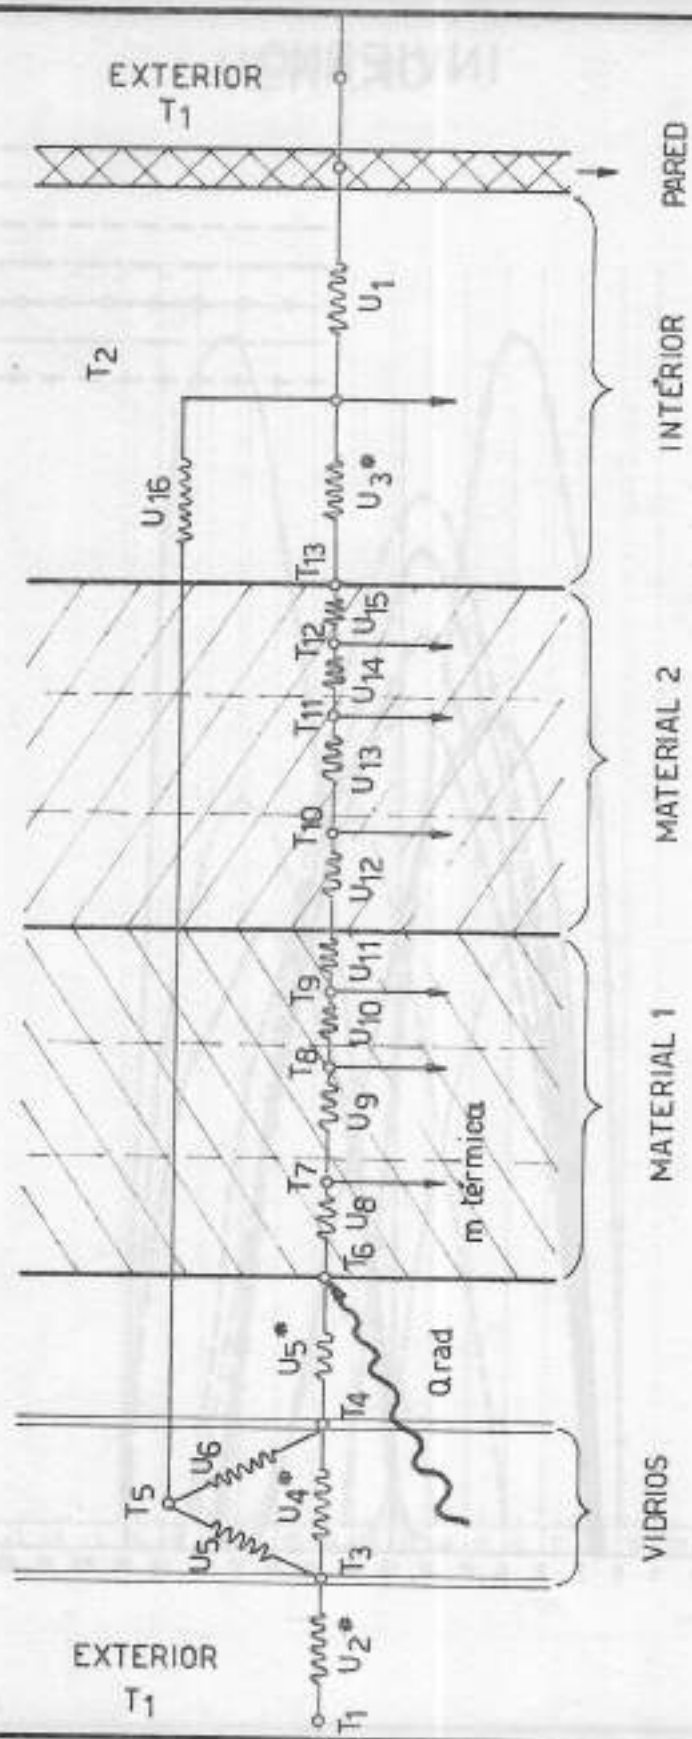 EXTERIOR
T1
PARED
U1
T2
INTERIOR
U16
U3*
T13
U15
T12
U14
T11
U13
T10
U12
MATERIAL 2
U11
T9
U10
T8
U9
T7
U8
m térmica
T6
MATERIAL 1
U5*
Q rad
T4
U6
T5
U4*
U5
T3
VIDRIOS
U2*
EXTERIOR
T1
T1